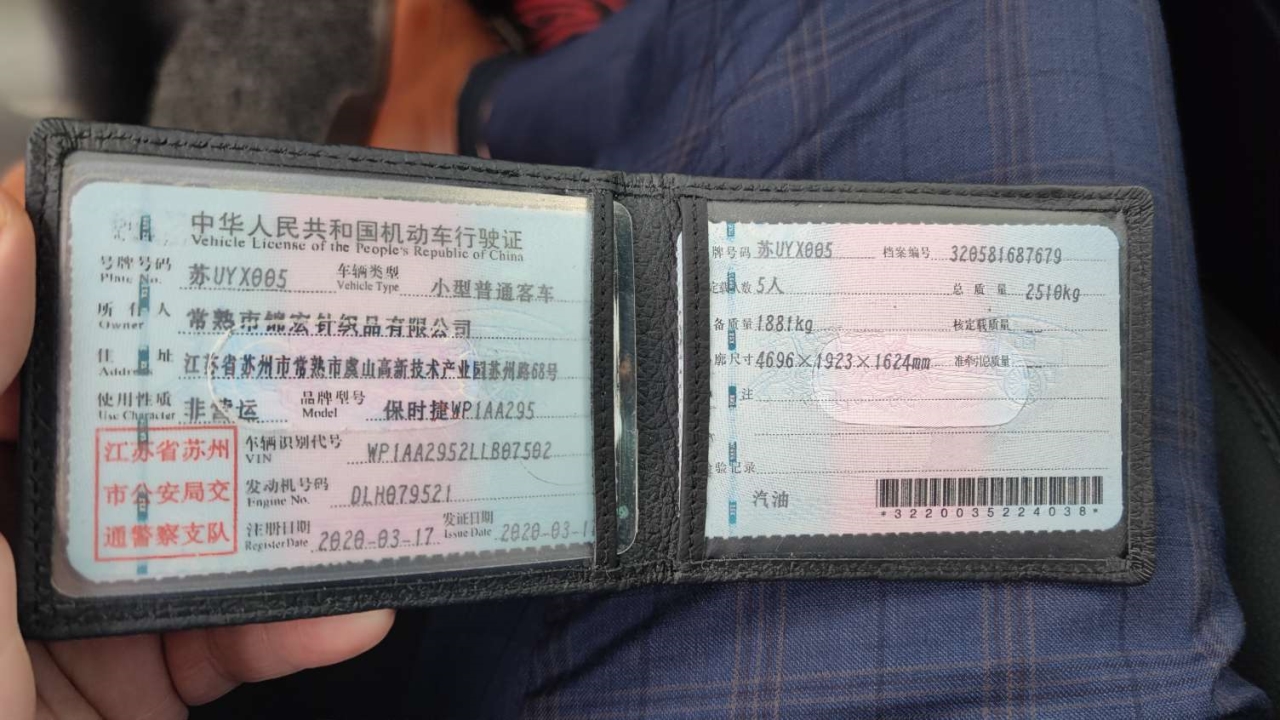 中华人民共和国机动车行驶证
Vehicle License of the People's Republic of China
号牌号码 苏UYX005 车辆类型 小型普通客车
Plate No. Vehicle Type
所有人 常熟市锦宏针织品有限公司
Owner
住址 江苏省苏州市常熟市虞山高新技术产业园苏州路68号
Address
使用性质 非营运 品牌型号 保时捷WP1AA295
Use Character Model
江苏省苏州
市公安局交
通警察支队
车辆识别代号 WP1AA2952LLB07502
VIN
发动机号码 DLH079521
Engine No.
注册日期 2020-03-17 发证日期 2020-03-1
Register Date Issue Date
牌号码 苏UYX005 档案编号 320581687679
定载人数 5人 总质量 2510kg
备质量 1881kg 核定载质量 --
廓尺寸 4696×1923×1624mm 准牵引总质量 --
注
验记录
汽油
*3220035224038*